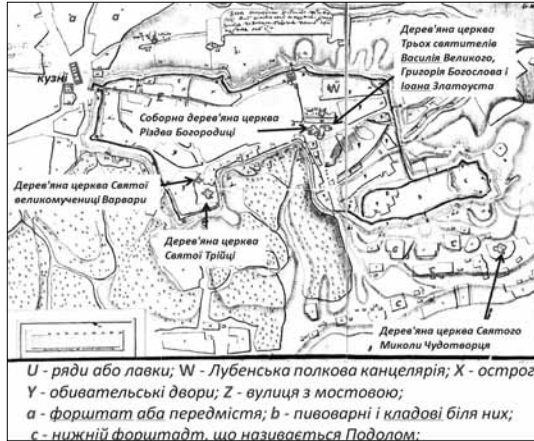 Дерев'яна церква
Трьох святителів
Василія Великого,
Григорія Богослова і
Іоана Златоуста
кузні
Соборна дерев'яна церква
Різдва Богородиці
Дерев'яна церква Святої
великомучениці Варвари
Дерев'яна церква
Святої Трійці
Дерев'яна церква Святого
Миколи Чудотворця
U - ряди або лавки; W - Лубенська полкова канцелярія; X - острог
Y - обивательські двори; Z - вулиця з мостовою;
a - форштат аба передмістя; b - пивоварні і кладові біля них;
c - нижній форштадт, що називається Подолом;